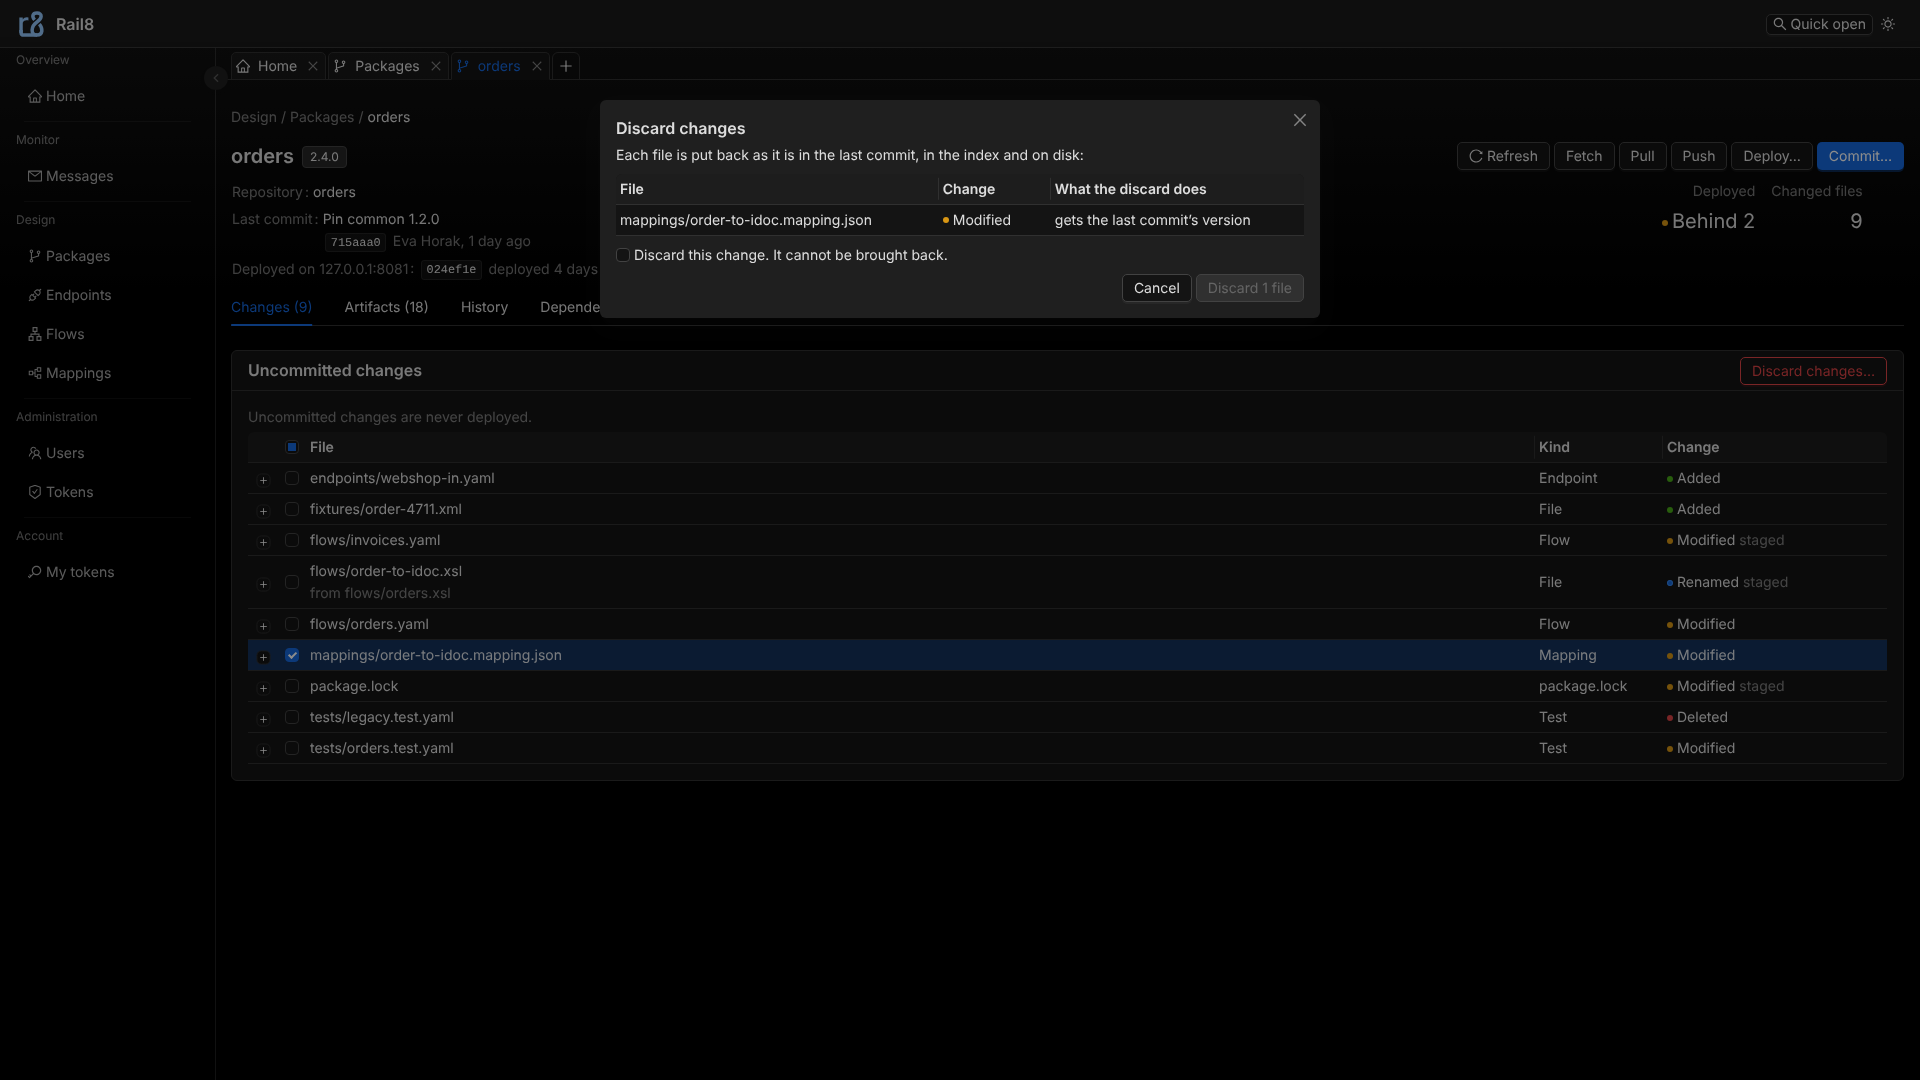 r8 Rail8
Quick open
Overview
Home
Monitor
Messages
Design
Packages
Endpoints
Flows
Mappings
Administration
Users
Tokens
Account
My tokens
Home
Packages
orders
Design / Packages / orders
orders 2.4.0
Refresh Fetch Pull Push Deploy... Commit...
Repository: orders
Last commit: Pin common 1.2.0
715aaa0 Eva Horak, 1 day ago
Deployed on 127.0.0.1:8081: 024ef1e deployed 4 days
Deployed Changed files
Behind 2 9
Changes (9) Artifacts (18) History Depende
Discard changes
Each file is put back as it is in the last commit, in the index and on disk:
File Change What the discard does
mappings/order-to-idoc.mapping.json Modified gets the last commit’s version
Discard this change. It cannot be brought back.
Cancel Discard 1 file
Uncommitted changes
Discard changes...
Uncommitted changes are never deployed.
File Kind Change
endpoints/webshop-in.yaml Endpoint Added
fixtures/order-4711.xml File Added
flows/invoices.yaml Flow Modified staged
flows/order-to-idoc.xsl File Renamed staged
from flows/orders.xsl
flows/orders.yaml Flow Modified
mappings/order-to-idoc.mapping.json Mapping Modified
package.lock package.lock Modified staged
tests/legacy.test.yaml Test Deleted
tests/orders.test.yaml Test Modified